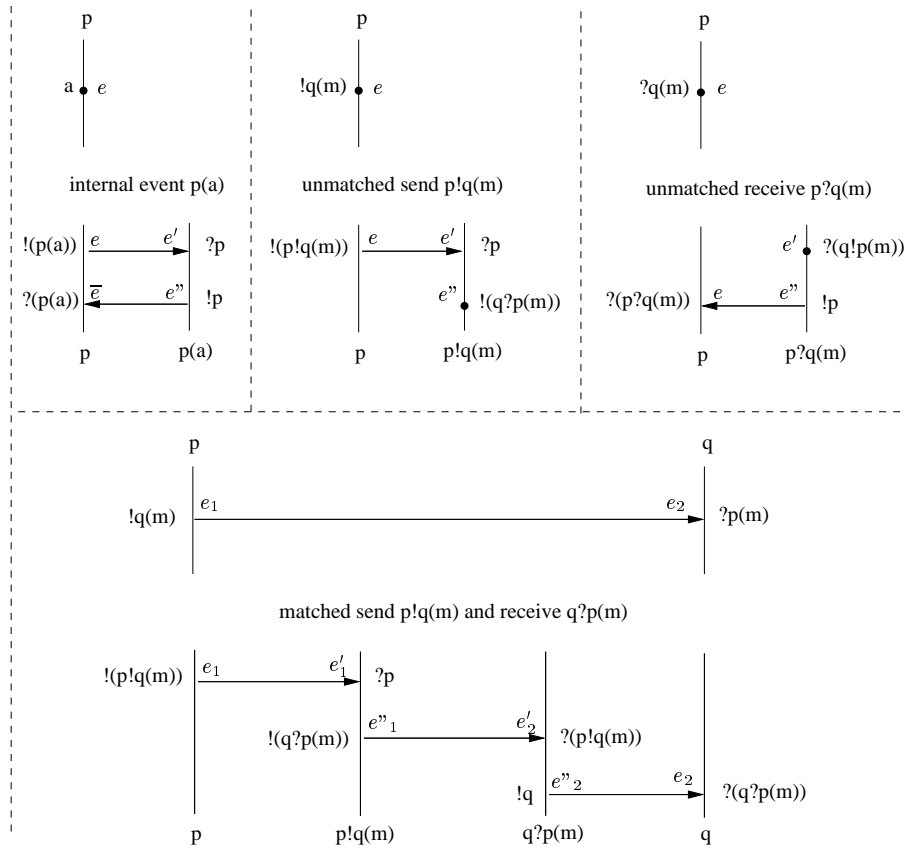 p
a e
internal event p(a)
!(p(a)) e e' ?p
?(p(a)) e̅ e" !p
p p(a)
p
!q(m) e
unmatched send p!q(m)
!(p!q(m)) e e' ?p
e" !(q?p(m))
p p!q(m)
p
?q(m) e
unmatched receive p?q(m)
e' ?(q!p(m))
?(p?q(m)) e e" !p
p p?q(m)
p q
!q(m) e₁ e₂ ?p(m)
matched send p!q(m) and receive q?p(m)
!(p!q(m)) e₁ e'₁ ?p
!(q?p(m)) e"₁ e'₂ ?(p!q(m))
!q e"₂ e₂ ?(q?p(m))
p p!q(m) q?p(m) q